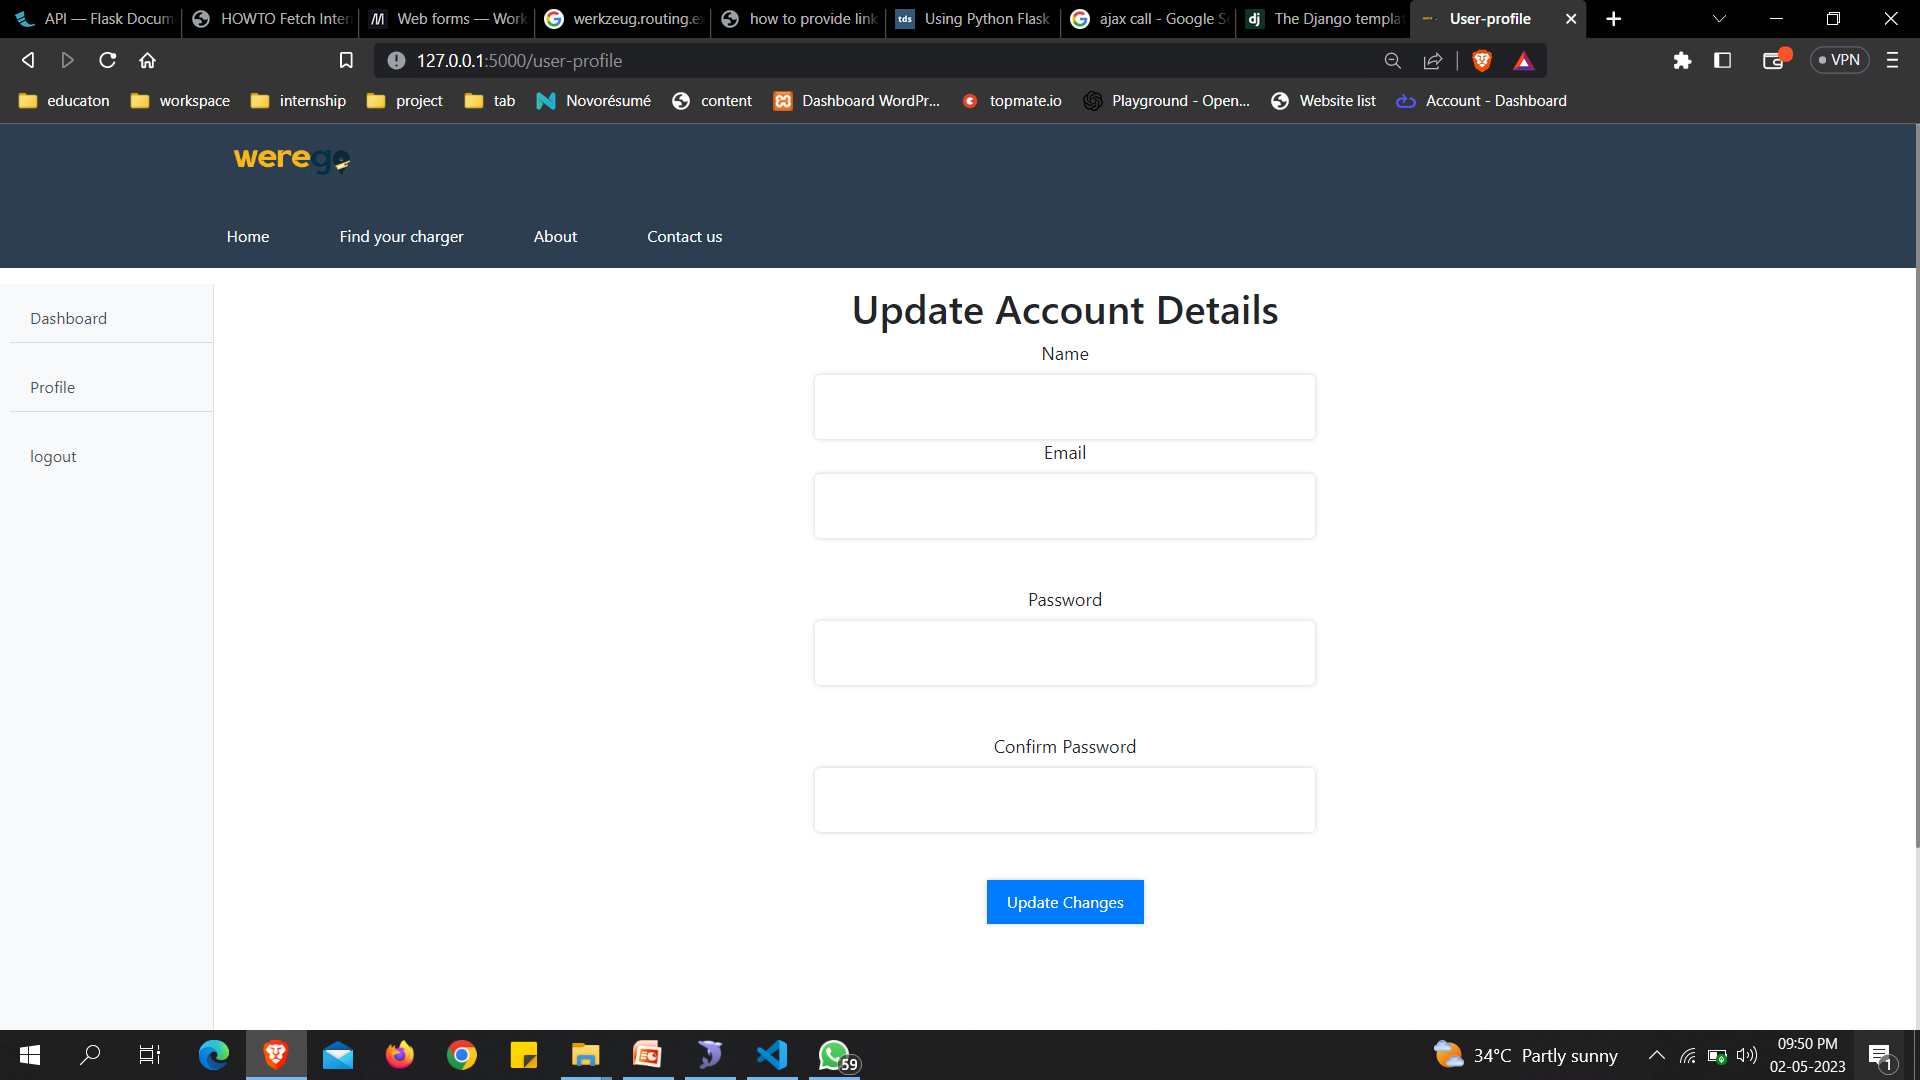 API — Flask Docum HOWTO Fetch Inter Web forms — Work werkzeug.routing.ex how to provide link tds Using Python Flask ajax call - Google Se dj The Django templat User-profile
127.0.0.1:5000/user-profile VPN
educaton workspace internship project tab Novorésumé content Dashboard WordPr... topmate.io Playground - Open... Website list Account - Dashboard
werego
Home Find your charger About Contact us
Update Account Details
Dashboard
Name
Profile
Email
logout
Password
Confirm Password
Update Changes
59 34°C Partly sunny 09:50 PM
02-05-2023 1